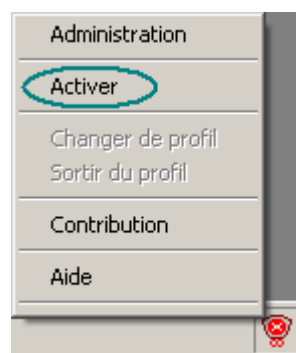 Administration
Activer
Changer de profil
Sortir du profil
Contribution
Aide